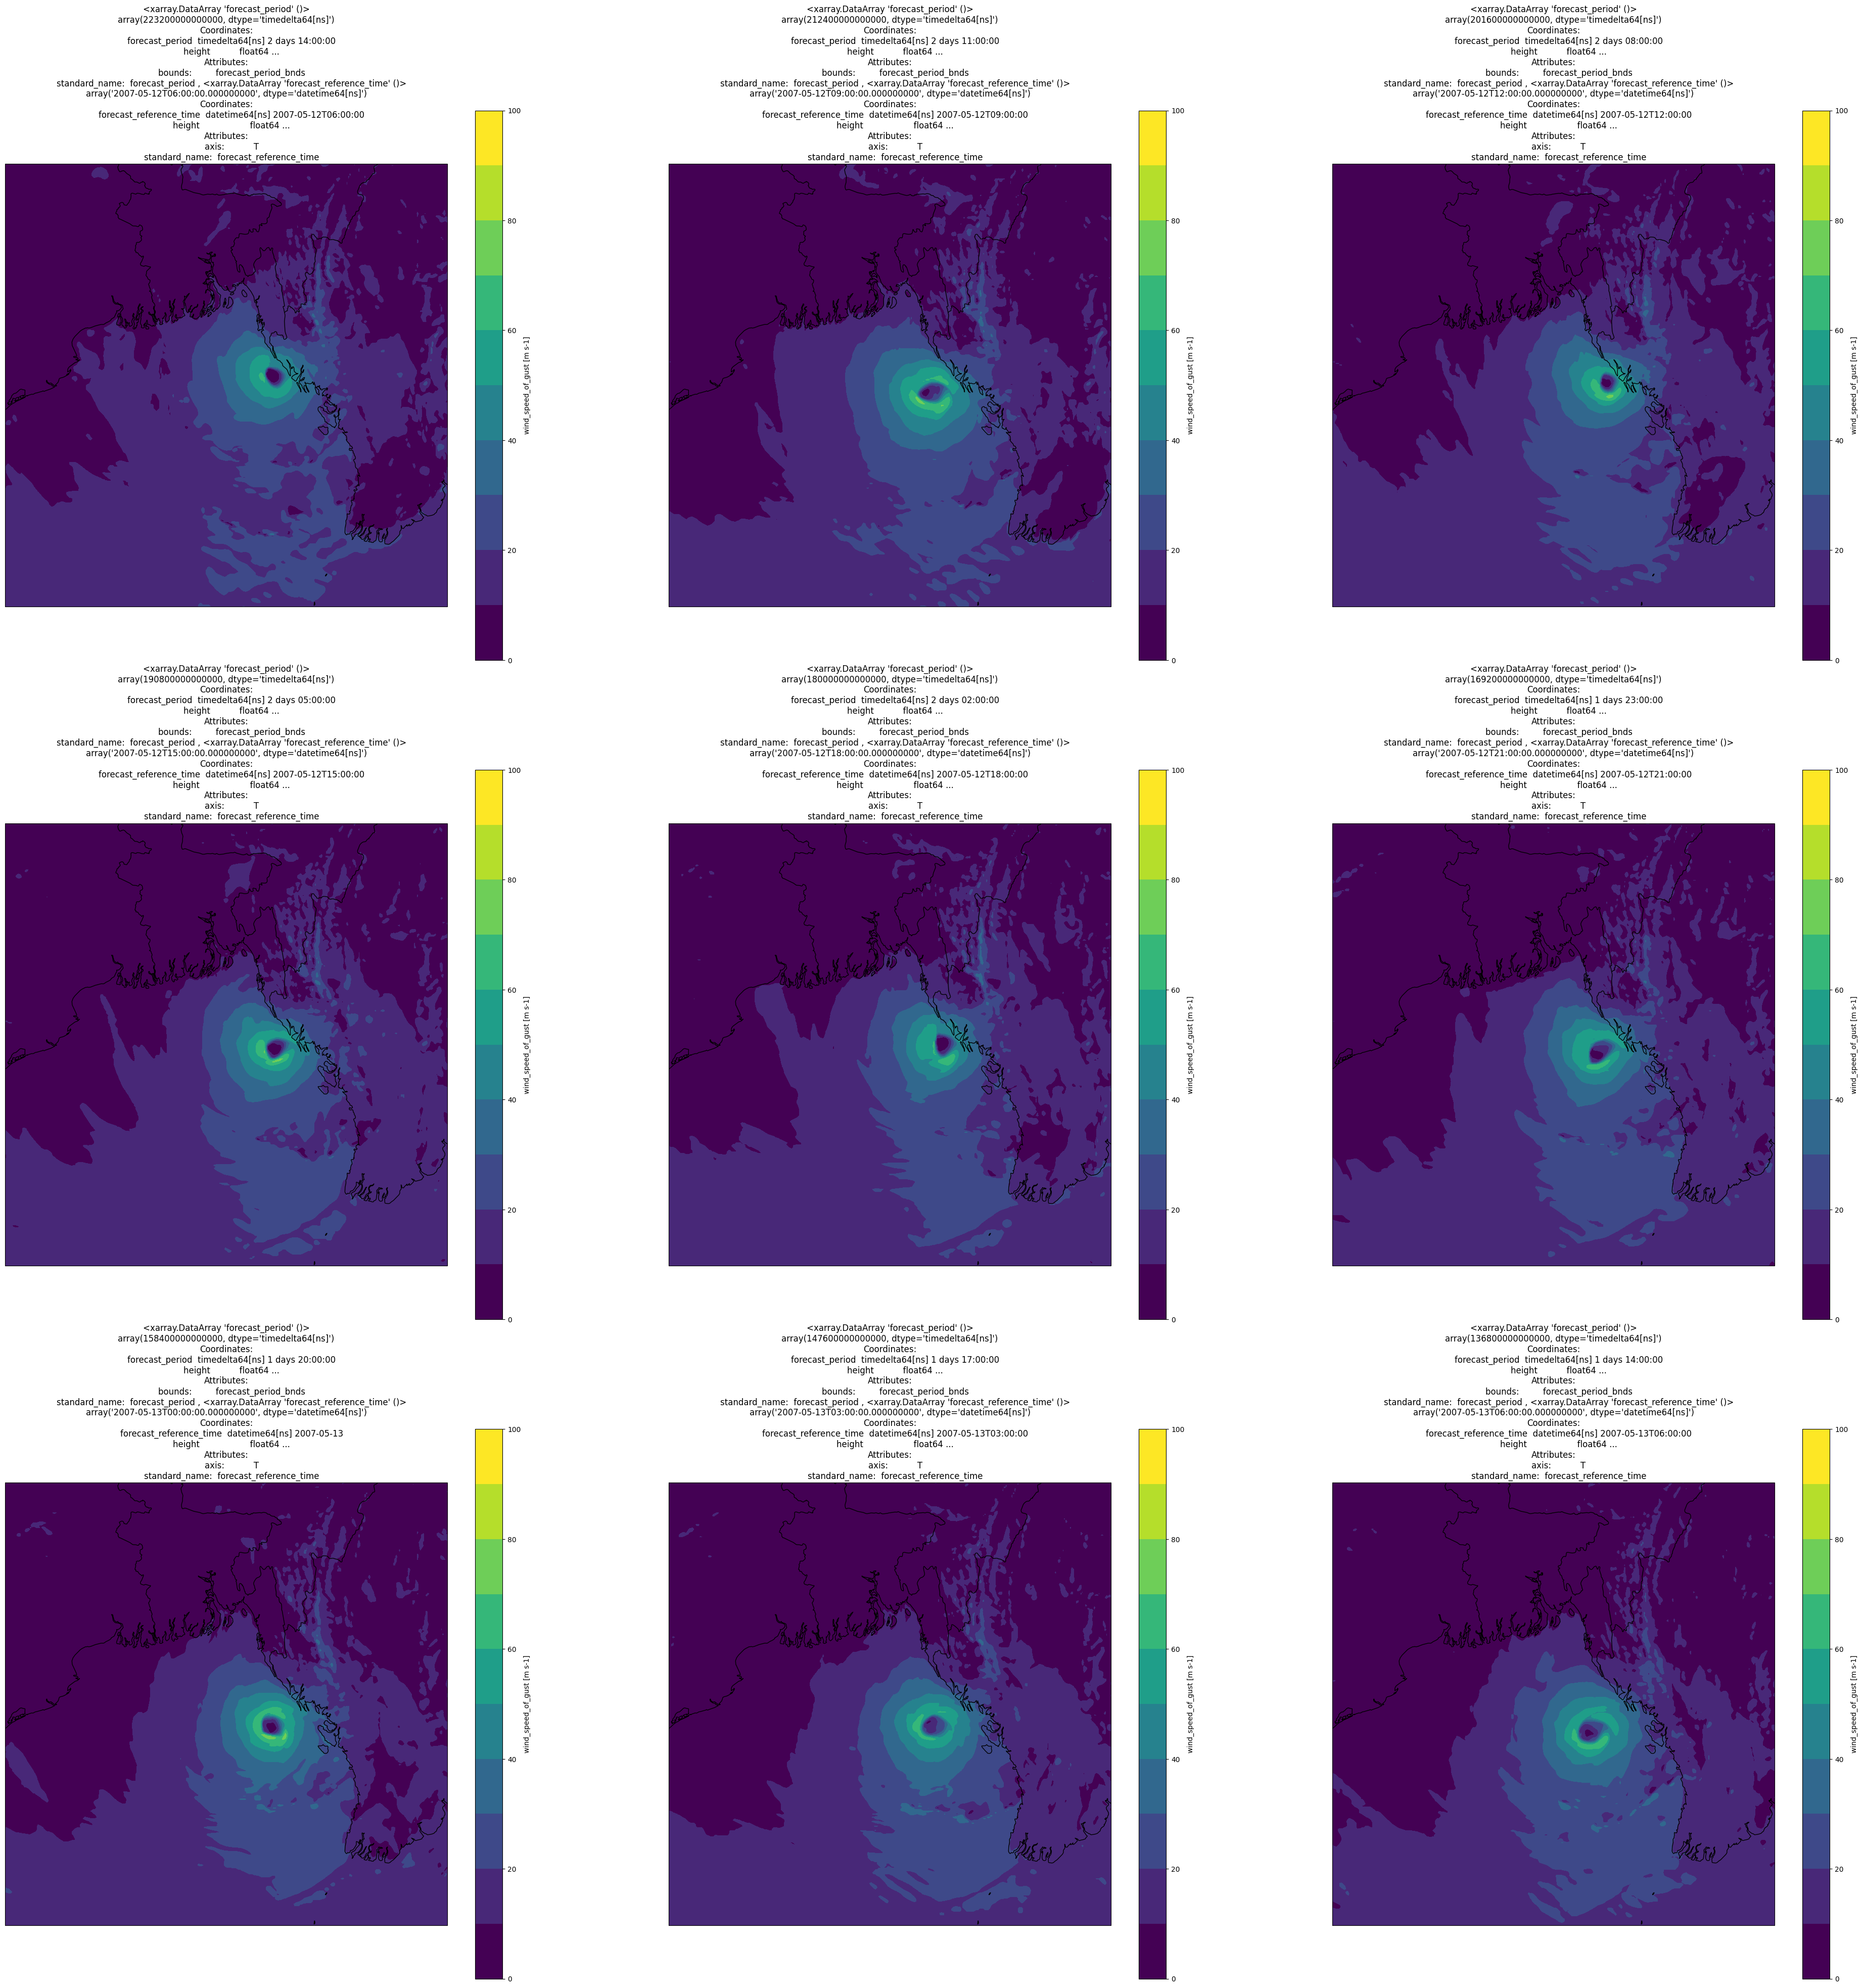 <xarray.DataArray 'forecast_period' ()>
array(223200000000000, dtype='timedelta64[ns]')
Coordinates:
forecast_period timedelta64[ns] 2 days 14:00:00
height float64 ...
Attributes:
bounds: forecast_period_bnds
standard_name: forecast_period , <xarray.DataArray 'forecast_reference_time' ()>
array('2007-05-12T06:00:00.000000000', dtype='datetime64[ns]')
Coordinates:
forecast_reference_time datetime64[ns] 2007-05-12T06:00:00
height float64 ...
Attributes:
axis: T
standard_name: forecast_reference_time
100
80
60
40
20
0
wind_speed_of_gust [m s-1]
<xarray.DataArray 'forecast_period' ()>
array(212400000000000, dtype='timedelta64[ns]')
Coordinates:
forecast_period timedelta64[ns] 2 days 11:00:00
height float64 ...
Attributes:
bounds: forecast_period_bnds
standard_name: forecast_period , <xarray.DataArray 'forecast_reference_time' ()>
array('2007-05-12T09:00:00.000000000', dtype='datetime64[ns]')
Coordinates:
forecast_reference_time datetime64[ns] 2007-05-12T09:00:00
height float64 ...
Attributes:
axis: T
standard_name: forecast_reference_time
100
80
60
40
20
0
wind_speed_of_gust [m s-1]
<xarray.DataArray 'forecast_period' ()>
array(201600000000000, dtype='timedelta64[ns]')
Coordinates:
forecast_period timedelta64[ns] 2 days 08:00:00
height float64 ...
Attributes:
bounds: forecast_period_bnds
standard_name: forecast_period , <xarray.DataArray 'forecast_reference_time' ()>
array('2007-05-12T12:00:00.000000000', dtype='datetime64[ns]')
Coordinates:
forecast_reference_time datetime64[ns] 2007-05-12T12:00:00
height float64 ...
Attributes:
axis: T
standard_name: forecast_reference_time
100
80
60
40
20
0
wind_speed_of_gust [m s-1]
<xarray.DataArray 'forecast_period' ()>
array(190800000000000, dtype='timedelta64[ns]')
Coordinates:
forecast_period timedelta64[ns] 2 days 05:00:00
height float64 ...
Attributes:
bounds: forecast_period_bnds
standard_name: forecast_period , <xarray.DataArray 'forecast_reference_time' ()>
array('2007-05-12T15:00:00.000000000', dtype='datetime64[ns]')
Coordinates:
forecast_reference_time datetime64[ns] 2007-05-12T15:00:00
height float64 ...
Attributes:
axis: T
standard_name: forecast_reference_time
100
80
60
40
20
0
wind_speed_of_gust [m s-1]
<xarray.DataArray 'forecast_period' ()>
array(180000000000000, dtype='timedelta64[ns]')
Coordinates:
forecast_period timedelta64[ns] 2 days 02:00:00
height float64 ...
Attributes:
bounds: forecast_period_bnds
standard_name: forecast_period , <xarray.DataArray 'forecast_reference_time' ()>
array('2007-05-12T18:00:00.000000000', dtype='datetime64[ns]')
Coordinates:
forecast_reference_time datetime64[ns] 2007-05-12T18:00:00
height float64 ...
Attributes:
axis: T
standard_name: forecast_reference_time
100
80
60
40
20
0
wind_speed_of_gust [m s-1]
<xarray.DataArray 'forecast_period' ()>
array(169200000000000, dtype='timedelta64[ns]')
Coordinates:
forecast_period timedelta64[ns] 1 days 23:00:00
height float64 ...
Attributes:
bounds: forecast_period_bnds
standard_name: forecast_period , <xarray.DataArray 'forecast_reference_time' ()>
array('2007-05-12T21:00:00.000000000', dtype='datetime64[ns]')
Coordinates:
forecast_reference_time datetime64[ns] 2007-05-12T21:00:00
height float64 ...
Attributes:
axis: T
standard_name: forecast_reference_time
100
80
60
40
20
0
wind_speed_of_gust [m s-1]
<xarray.DataArray 'forecast_period' ()>
array(158400000000000, dtype='timedelta64[ns]')
Coordinates:
forecast_period timedelta64[ns] 1 days 20:00:00
height float64 ...
Attributes:
bounds: forecast_period_bnds
standard_name: forecast_period , <xarray.DataArray 'forecast_reference_time' ()>
array('2007-05-13T00:00:00.000000000', dtype='datetime64[ns]')
Coordinates:
forecast_reference_time datetime64[ns] 2007-05-13
height float64 ...
Attributes:
axis: T
standard_name: forecast_reference_time
100
80
60
40
20
0
wind_speed_of_gust [m s-1]
<xarray.DataArray 'forecast_period' ()>
array(147600000000000, dtype='timedelta64[ns]')
Coordinates:
forecast_period timedelta64[ns] 1 days 17:00:00
height float64 ...
Attributes:
bounds: forecast_period_bnds
standard_name: forecast_period , <xarray.DataArray 'forecast_reference_time' ()>
array('2007-05-13T03:00:00.000000000', dtype='datetime64[ns]')
Coordinates:
forecast_reference_time datetime64[ns] 2007-05-13T03:00:00
height float64 ...
Attributes:
axis: T
standard_name: forecast_reference_time
100
80
60
40
20
0
wind_speed_of_gust [m s-1]
<xarray.DataArray 'forecast_period' ()>
array(136800000000000, dtype='timedelta64[ns]')
Coordinates:
forecast_period timedelta64[ns] 1 days 14:00:00
height float64 ...
Attributes:
bounds: forecast_period_bnds
standard_name: forecast_period , <xarray.DataArray 'forecast_reference_time' ()>
array('2007-05-13T06:00:00.000000000', dtype='datetime64[ns]')
Coordinates:
forecast_reference_time datetime64[ns] 2007-05-13T06:00:00
height float64 ...
Attributes:
axis: T
standard_name: forecast_reference_time
100
80
60
40
20
0
wind_speed_of_gust [m s-1]